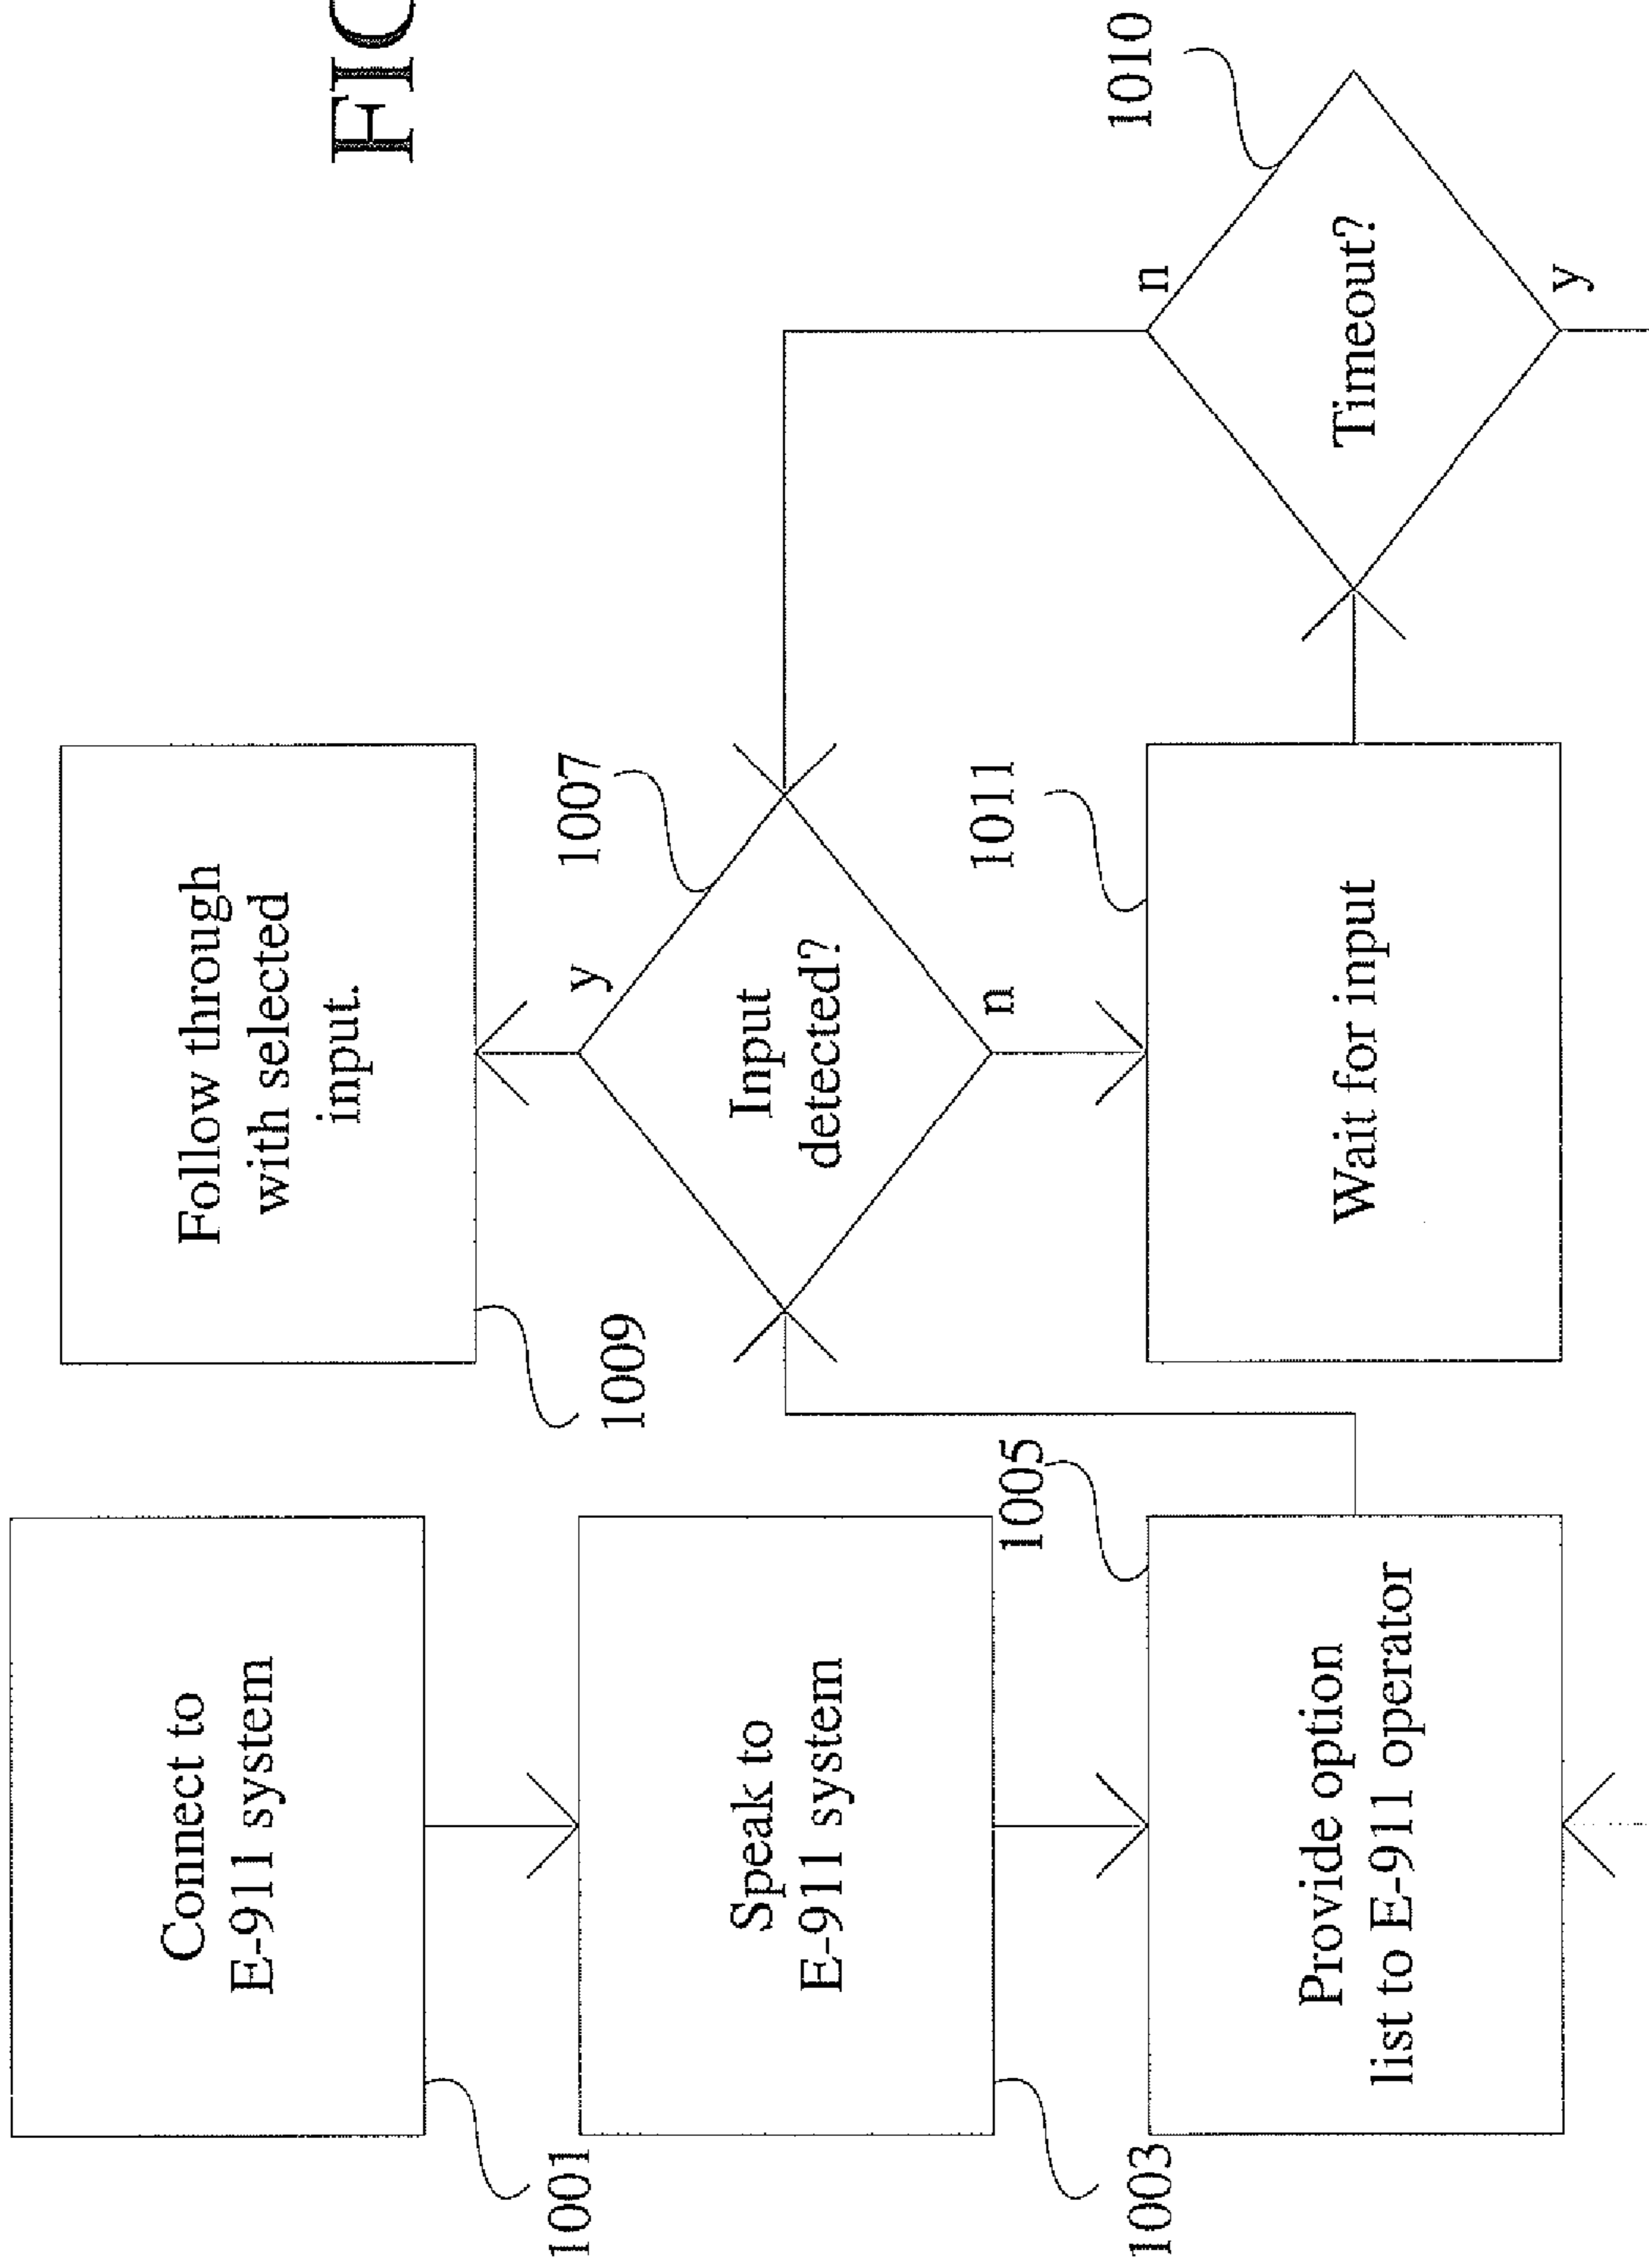 FIG
Connect to
E-911 system
1001
Speak to
E-911 system
1003
Provide option
list to E-911 operator
1005
Follow through
with selected
input.
1009
y
Input
detected?
1007
n
Wait for input
1011
Timeout?
1010
n
y